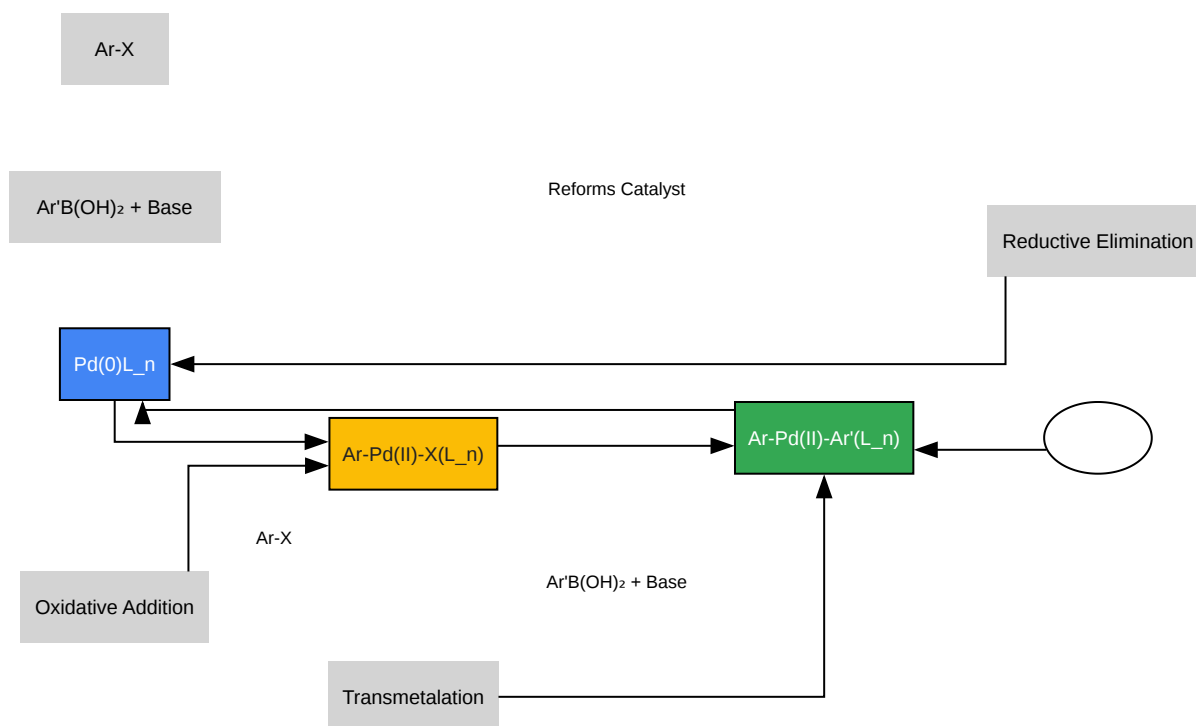 Ar-X
Ar'B(OH)₂ + Base
Reforms Catalyst
Reductive Elimination
Pd(0)L_n
Ar-Pd(II)-X(L_n)
Ar-Pd(II)-Ar'(L_n)
Ar-X
Ar'B(OH)₂ + Base
Oxidative Addition
Transmetalation